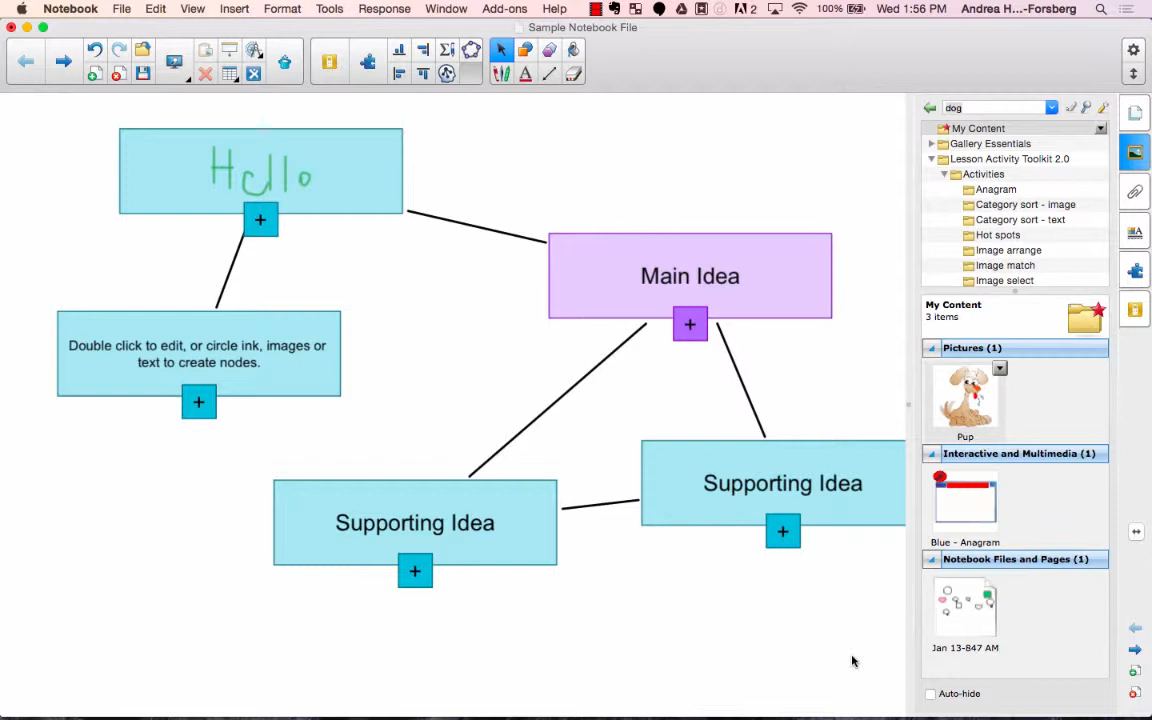 Notebook File Edit View Insert Format Tools Response Window Add-ons Help 2 100% Wed 1:56 PM Andrea H...-Forsberg
Sample Notebook File
dog
My Content
Gallery Essentials
Lesson Activity Toolkit 2.0
Activities
Anagram
Category sort - image
Category sort - text
Hot spots
Image arrange
Image match
Image select
Hello
+
Main Idea
+
Double click to edit, or circle ink, images or
text to create nodes.
+
Supporting Idea
+
Supporting Idea
+
My Content
3 items
Pictures (1)
Pup
Interactive and Multimedia (1)
Blue - Anagram
Notebook Files and Pages (1)
Jan 13-847 AM
Auto-hide